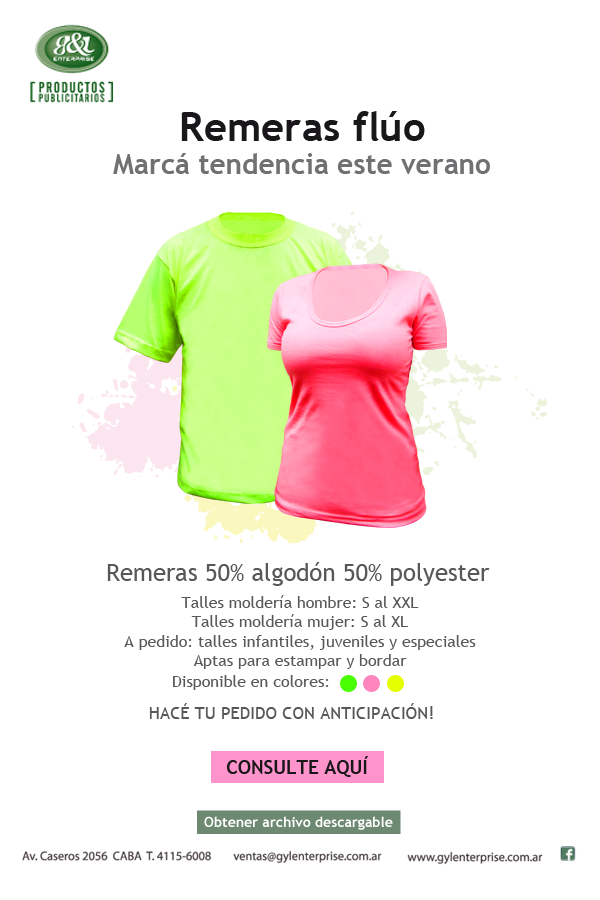 g&l
ENTERPRISE
[PRODUCTOS
PUBLICITARIOS]
Remeras flúo
Marcá tendencia este verano
Remeras 50% algodón 50% polyester
Talles moldería hombre: S al XXL
Talles moldería mujer: S al XL
A pedido: talles infantiles, juveniles y especiales
Aptas para estampar y bordar
Disponible en colores:
HACÉ TU PEDIDO CON ANTICIPACIÓN!
CONSULTE AQUÍ
Obtener archivo descargable
Av. Caseros 2056 CABA T. 4115-6008 ventas@gylenterprise.com.ar www.gylenterprise.com.ar f